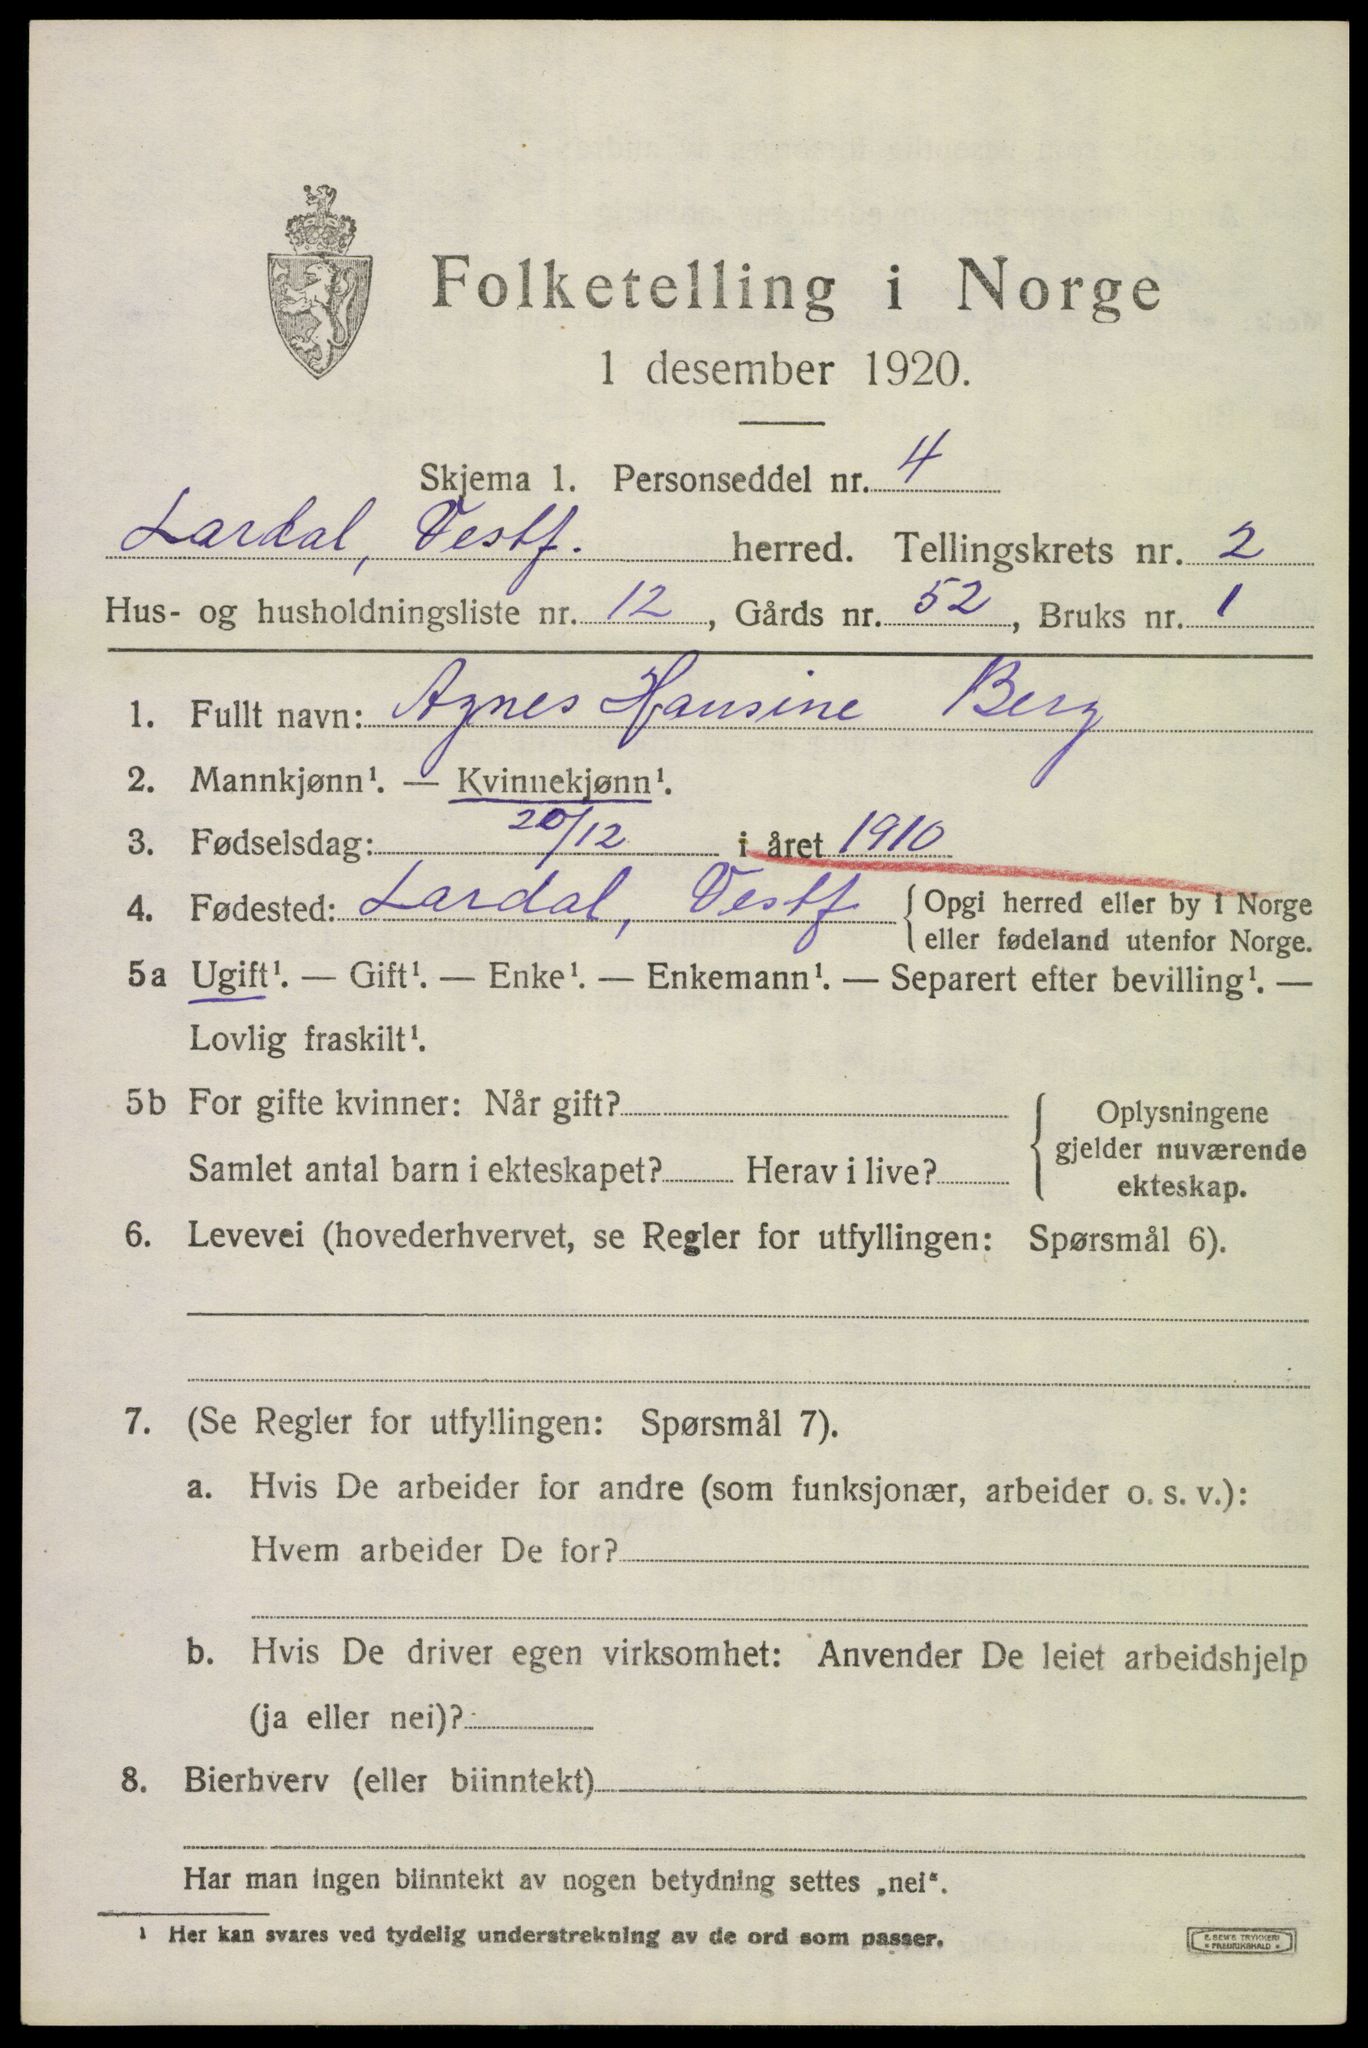 Folketelling i Norge
1 desember 1920.
Skjema 1. Personseddel nr. 4
Lardal, Vestf. herred. Tellingskrets nr. 2
Hus- og husholdningsliste nr. 12, Gårds nr. 52, Bruks nr. 1
1. Fullt navn: Agnes Hansine Berg
2. Mannkjønn¹. — Kvinnekjønn¹.
3. Fødselsdag: 20/12 i året 1910
4. Fødested: Lardal, Vestf. { Opgi herred eller by i Norge
eller fødeland utenfor Norge.
5a Ugift¹. — Gift¹. — Enke¹. — Enkemann¹. — Separert efter bevilling¹. —
Lovlig fraskilt¹.
5b For gifte kvinner: Når gift?
Samlet antal barn i ekteskapet? Herav i live?
{ Oplysningene
gjelder nuværende
ekteskap.
6. Levevei (hovederhvervet, se Regler for utfyllingen: Spørsmål 6).
7. (Se Regler for utfyllingen: Spørsmål 7).
a. Hvis De arbeider for andre (som funksjonær, arbeider o. s. v.):
Hvem arbeider De for?
b. Hvis De driver egen virksomhet: Anvender De leiet arbeidshjelp
(ja eller nei)?
8. Bierhverv (eller biinntekt)
Har man ingen biinntekt av nogen betydning settes „nei“.
¹ Her kan svares ved tydelig understrekning av de ord som passer.
E. SEM'S TRYKKERI
• FREDRIKSHALD •